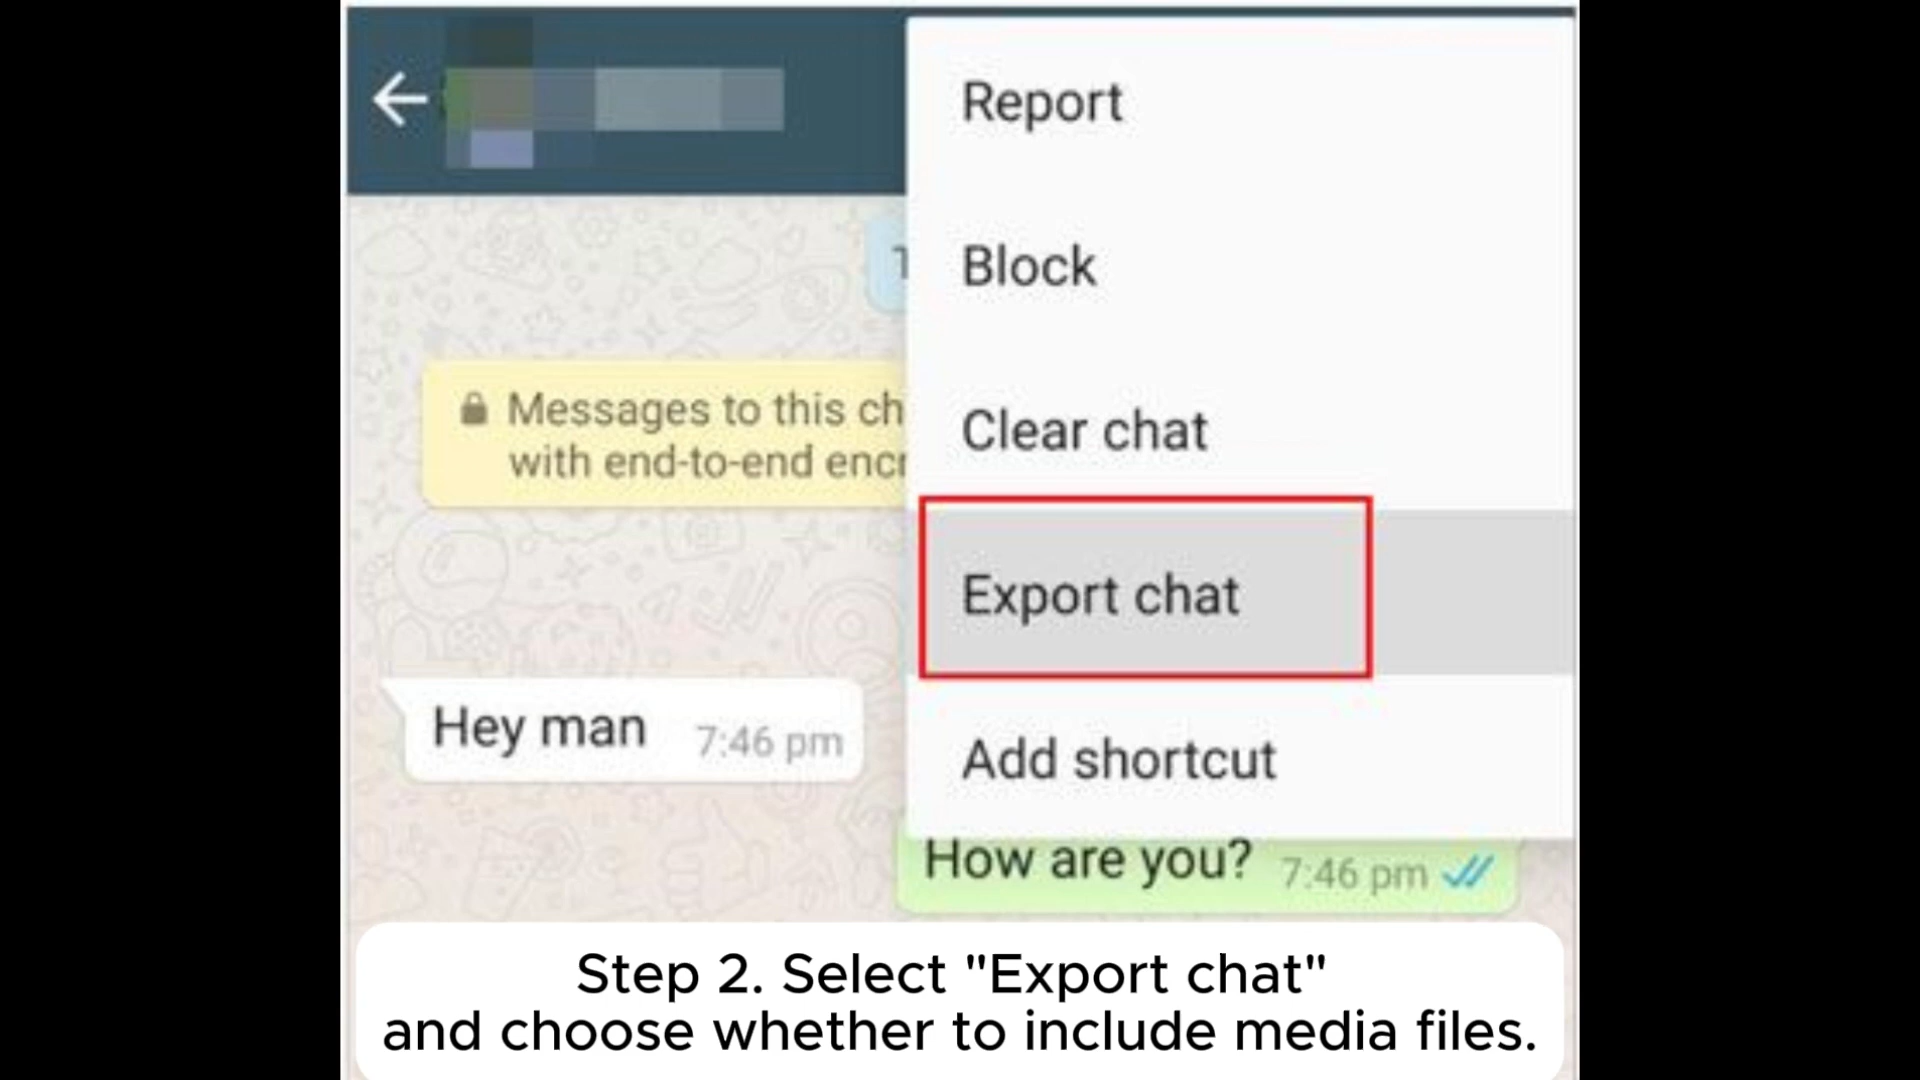 Report
Block
Clear chat
Export chat
Add shortcut
Messages to this
with end-to-end
Hey man 7:46 pm
How are you? 7:46 pm
Step 2. Select "Export chat"
and choose whether to include media files.